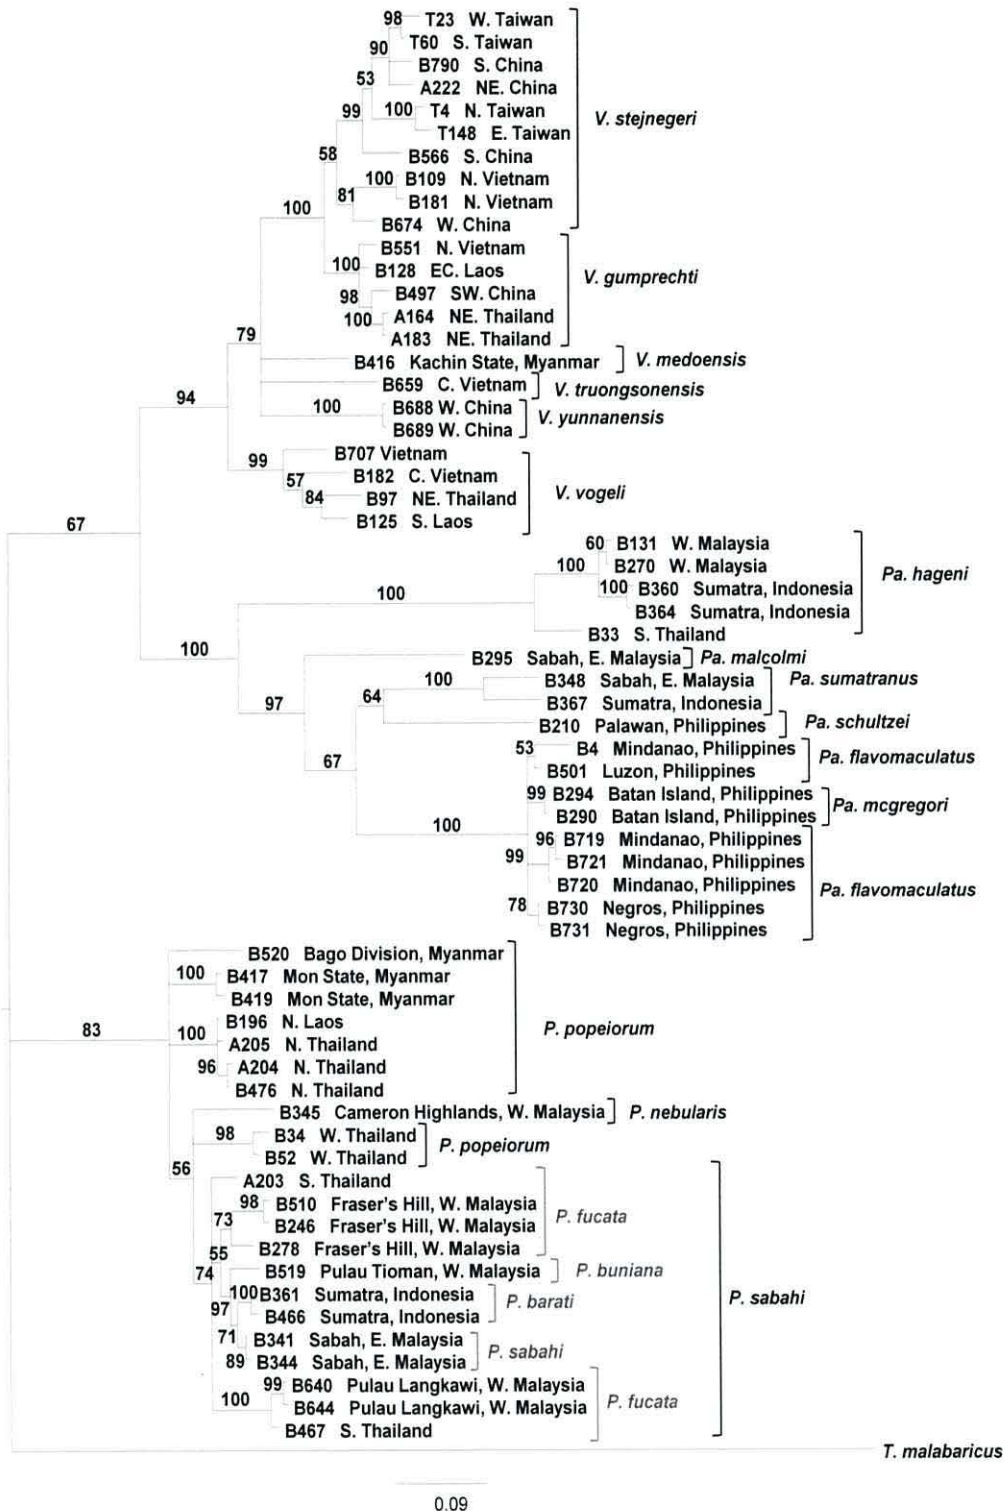 98 T23 W. Taiwan
T60 S. Taiwan
90
B790 S. China
53
A222 NE. China
99
100 T4 N. Taiwan
V. stejnegeri
T148 E. Taiwan
58
B566 S. China
100 B109 N. Vietnam
81
B181 N. Vietnam
100
B674 W. China
B551 N. Vietnam
100
B128 EC. Laos
V. gumprechti
98
B497 SW. China
100 A164 NE. Thailand
A183 NE. Thailand
79
B416 Kachin State, Myanmar V. medoensis
B659 C. Vietnam V. truongsonensis
94
100 B688 W. China
V. yunnanensis
B689 W. China
99
B707 Vietnam
57
B182 C. Vietnam
84
B97 NE. Thailand
V. vogeli
B125 S. Laos
67
60 B131 W. Malaysia
100
B270 W. Malaysia
Pa. hageni
100 B360 Sumatra, Indonesia
100
B364 Sumatra, Indonesia
B33 S. Thailand
100
B295 Sabah, E. Malaysia Pa. malcolmi
100
B348 Sabah, E. Malaysia
Pa. sumatranus
97
64
B367 Sumatra, Indonesia
B210 Palawan, Philippines Pa. schultzei
53 B4 Mindanao, Philippines
67
Pa. flavomaculatus
B501 Luzon, Philippines
99 B294 Batan Island, Philippines
Pa. mcgregori
B290 Batan Island, Philippines
100
96 B719 Mindanao, Philippines
99
B721 Mindanao, Philippines
B720 Mindanao, Philippines
Pa. flavomaculatus
78 B730 Negros, Philippines
B731 Negros, Philippines
B520 Bago Division, Myanmar
100 B417 Mon State, Myanmar
B419 Mon State, Myanmar
83
100 B196 N. Laos
P. popeiorum
A205 N. Thailand
96 A204 N. Thailand
B476 N. Thailand
B345 Cameron Highlands, W. Malaysia P. nebularis
98 B34 W. Thailand
P. popeiorum
B52 W. Thailand
56
A203 S. Thailand
98 B510 Fraser's Hill, W. Malaysia
P. fucata
73
B246 Fraser's Hill, W. Malaysia
55
B278 Fraser's Hill, W. Malaysia
74
B519 Pulau Tioman, W. Malaysia P. buniana
100 B361 Sumatra, Indonesia
P. barati
P. sabahi
97
B466 Sumatra, Indonesia
71
B341 Sabah, E. Malaysia
P. sabahi
89 B344 Sabah, E. Malaysia
99 B640 Pulau Langkawi, W. Malaysia
100
B644 Pulau Langkawi, W. Malaysia
P. fucata
B467 S. Thailand
T. malabaricus
0.09